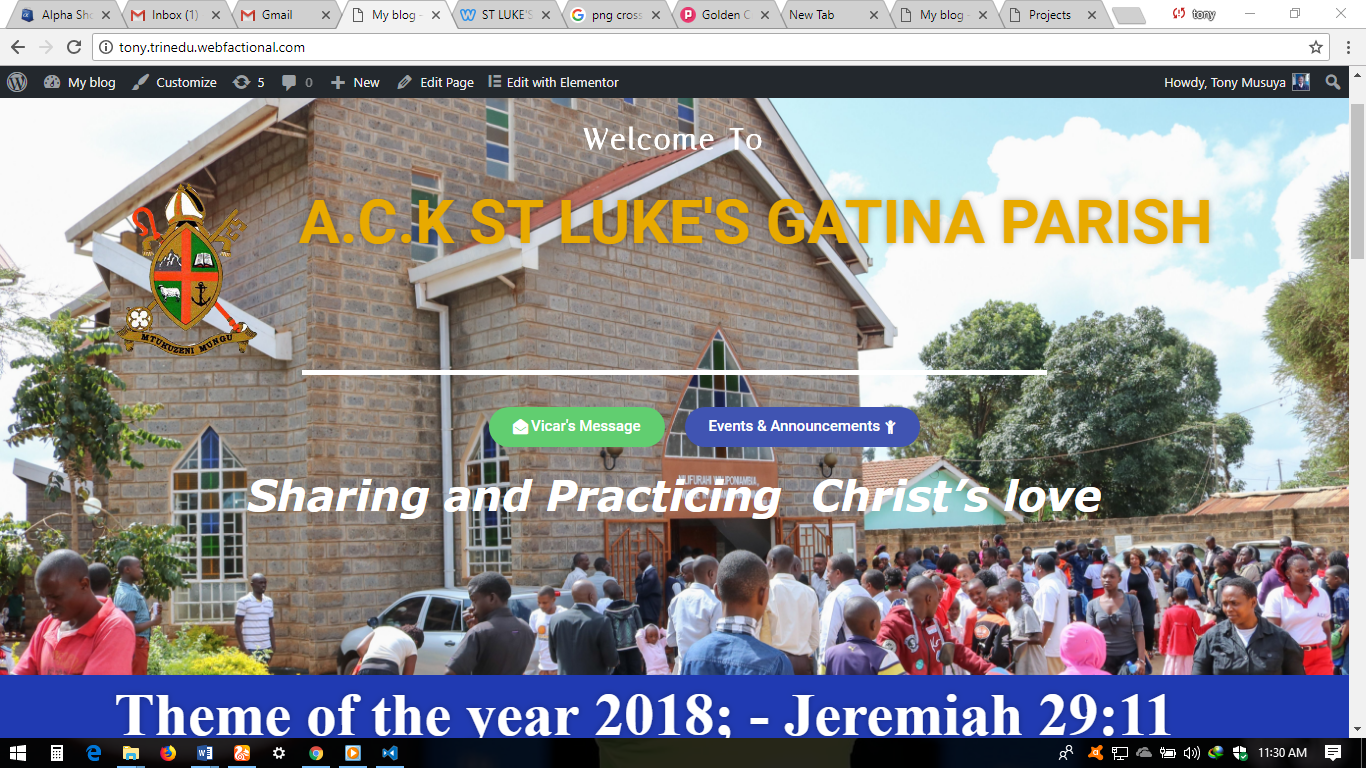 Alpha Sho
Inbox (1)
Gmail
My blog -
ST LUKE'S
png cross
Golden C
New Tab
My blog -
Projects
tony
tony.trinedu.webfactional.com
My blog
Customize
5
0
New
Edit Page
Edit with Elementor
Howdy, Tony Musuya
Welcome To
A.C.K ST LUKE'S GATINA PARISH
MTUKUZENI MUNGU
Vicar's Message
Events & Announcements
Sharing and Practicing Christ’s love
Theme of the year 2018; - Jeremiah 29:11
11:30 AM